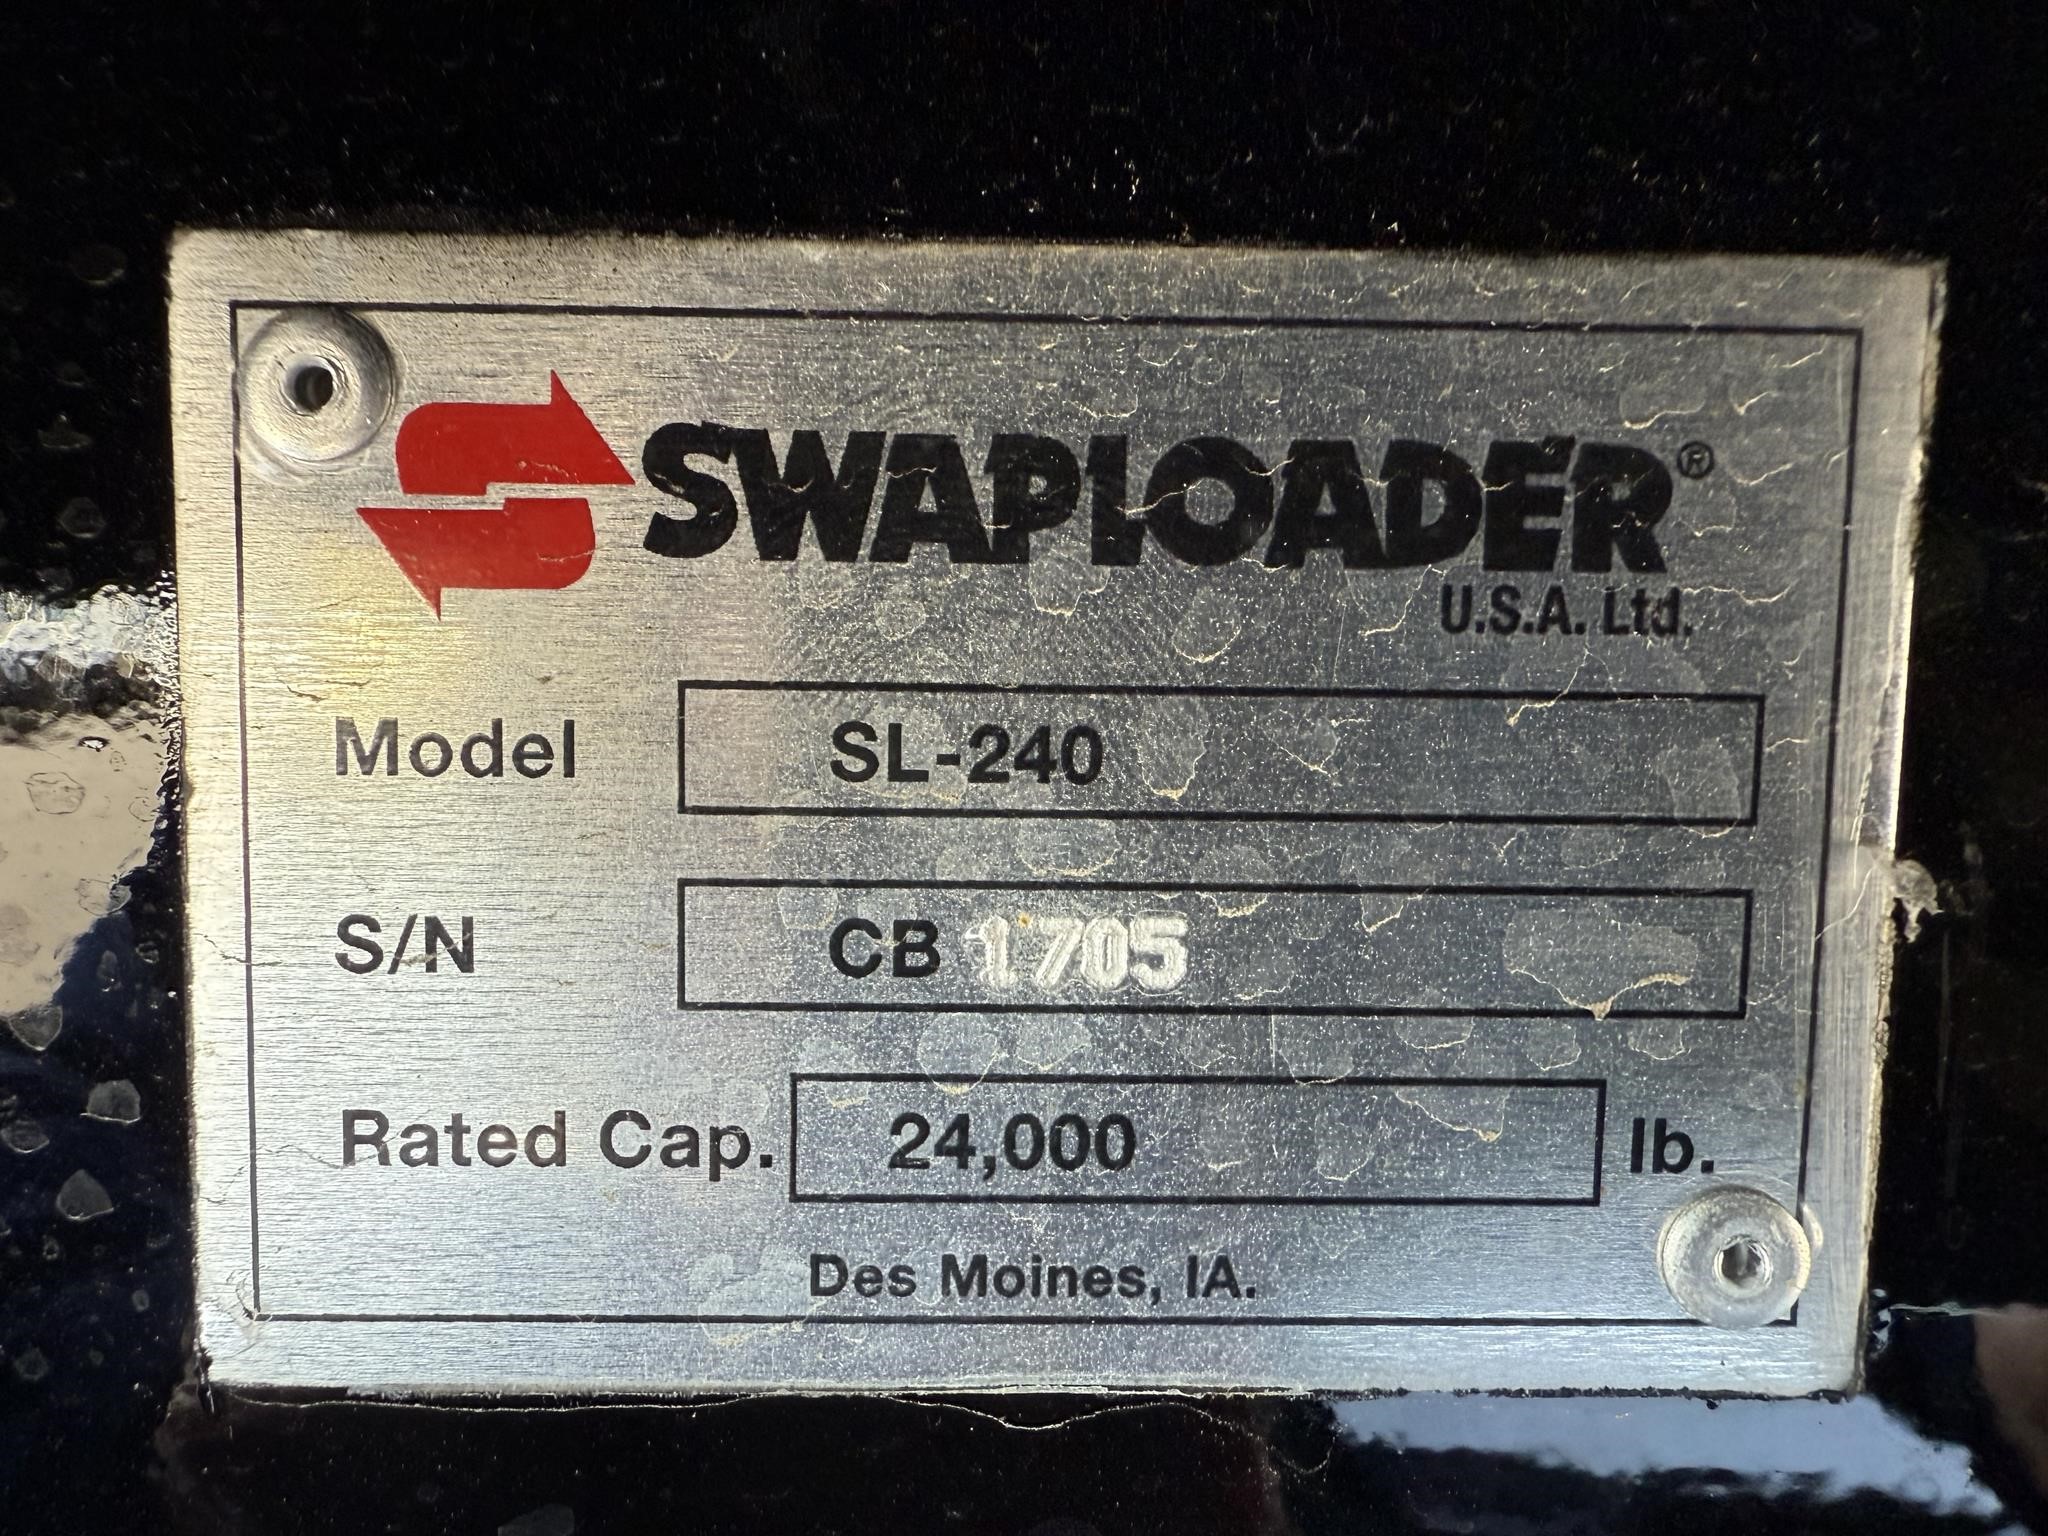 SWAPLOADER®
U.S.A. Ltd.
Model SL-240
S/N CB 1705
Rated Cap. 24,000 lb.
Des Moines, IA.